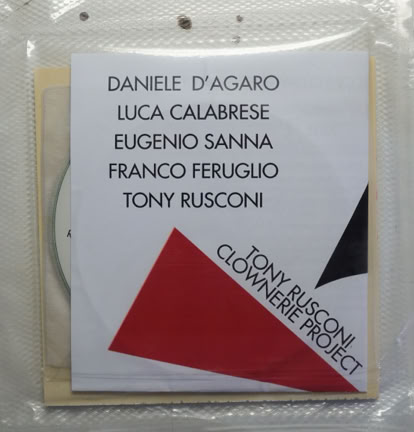 DANIELE D'AGARO
LUCA CALABRESE
EUGENIO SANNA
FRANCO FERUGLIO
TONY RUSCONI
TONY RUSCONI
CLOWNERIE PROJECT